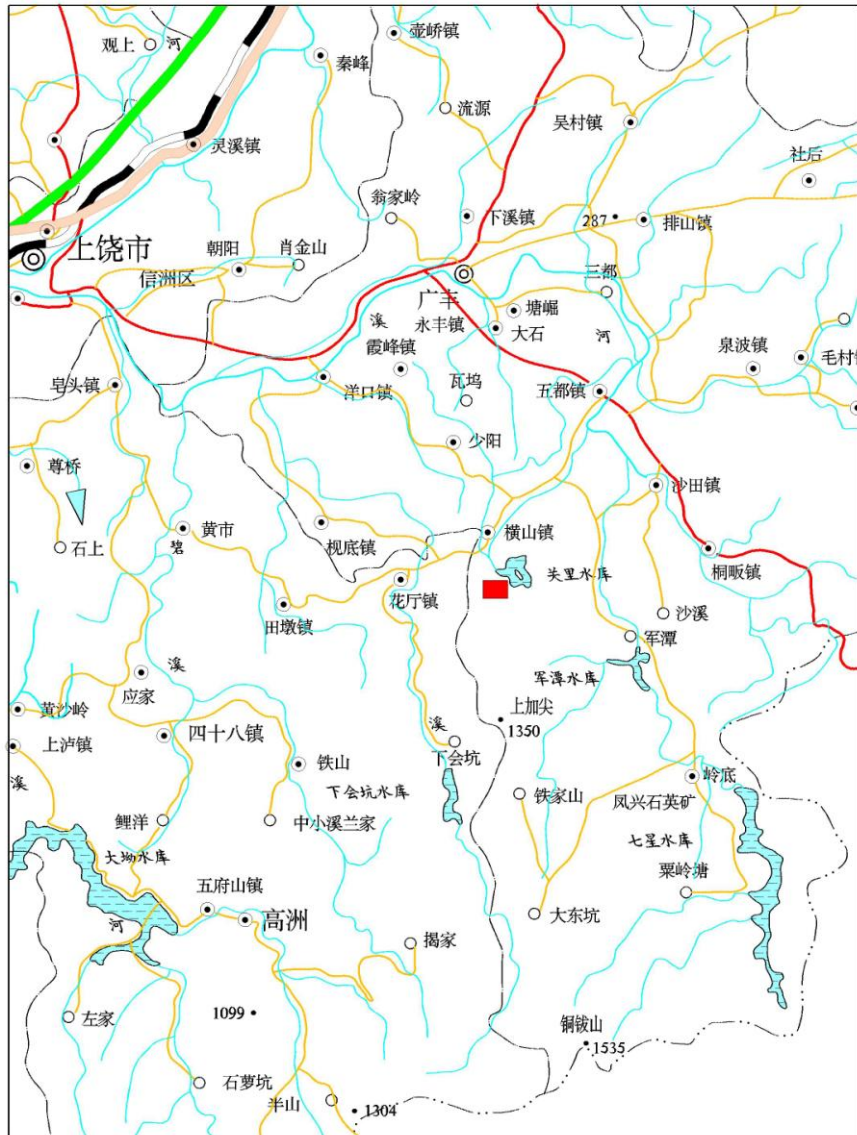 壶峤镇
观上
河
秦峰
流源
吴村镇
灵溪镇
社后
翁家岭
下溪镇
287
排山镇
上饶市
朝阳
肖金山
信洲区
三都
广丰
塘崛
溪
永丰镇
大石
河
霞峰镇
泉波镇
毛村镇
皂头镇
洋口镇
瓦坞
五都镇
少阳
尊桥
沙田镇
黄市
枧底镇
横山镇
碧
石上
桐畈镇
关里水库
花厅镇
田墩镇
沙溪
军潭
溪
应家
军潭水库
黄沙岭
上加尖
溪
1350
四十八镇
上泸镇
下会坑
铁山
岭底
溪
下会坑水库
铁家山
凤兴石英矿
鲤洋
中小溪兰家
七星水库
大坳水库
粟岭塘
五府山镇
高洲
大东坑
河
揭家
左家
1099
铜钹山
1535
石萝坑
半山
1304